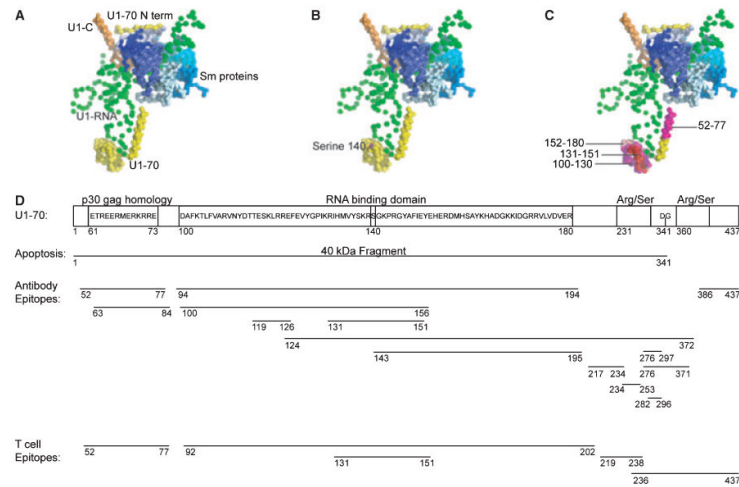 A
B
C
U1-70 N term
U1-C
Sm proteins
U1-RNA
U1-70
Serine 140
52-77
152-180
131-151
100-130
D
p30 gag homology
RNA binding domain
Arg/Ser
Arg/Ser
U1-70:
ETREERMERKRRE
DAFKTLFVARVNYDTTESKLRREFEVYGPIKRIHMVYSKRSGKPRGYAFIEYEHERDMHSAYKHADGKKIDGRRVLVDVER
DG
1 61 73 100 140 180 231 341 360 437
Apoptosis:
40 kDa Fragment
1 341
Antibody
Epitopes:
52 77 94 194 386 437
63 84 100 156
119 126 131 151
124 372
143 195 276 297
217 234 276 371
234 253
282 296
T cell
Epitopes:
52 77 92 202
131 151 219 238
236 437